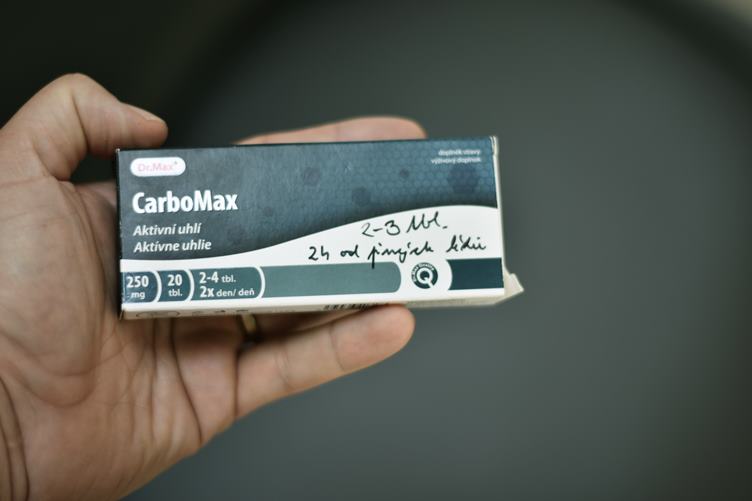 Dr.Max+
doplněk stravy
výživový doplnok
CarboMax
Aktivní uhlí
Aktívne uhlie
2-3 tbl.
2h od jiných léků
250 mg
20 tbl.
2-4 tbl.
2x den/ deň